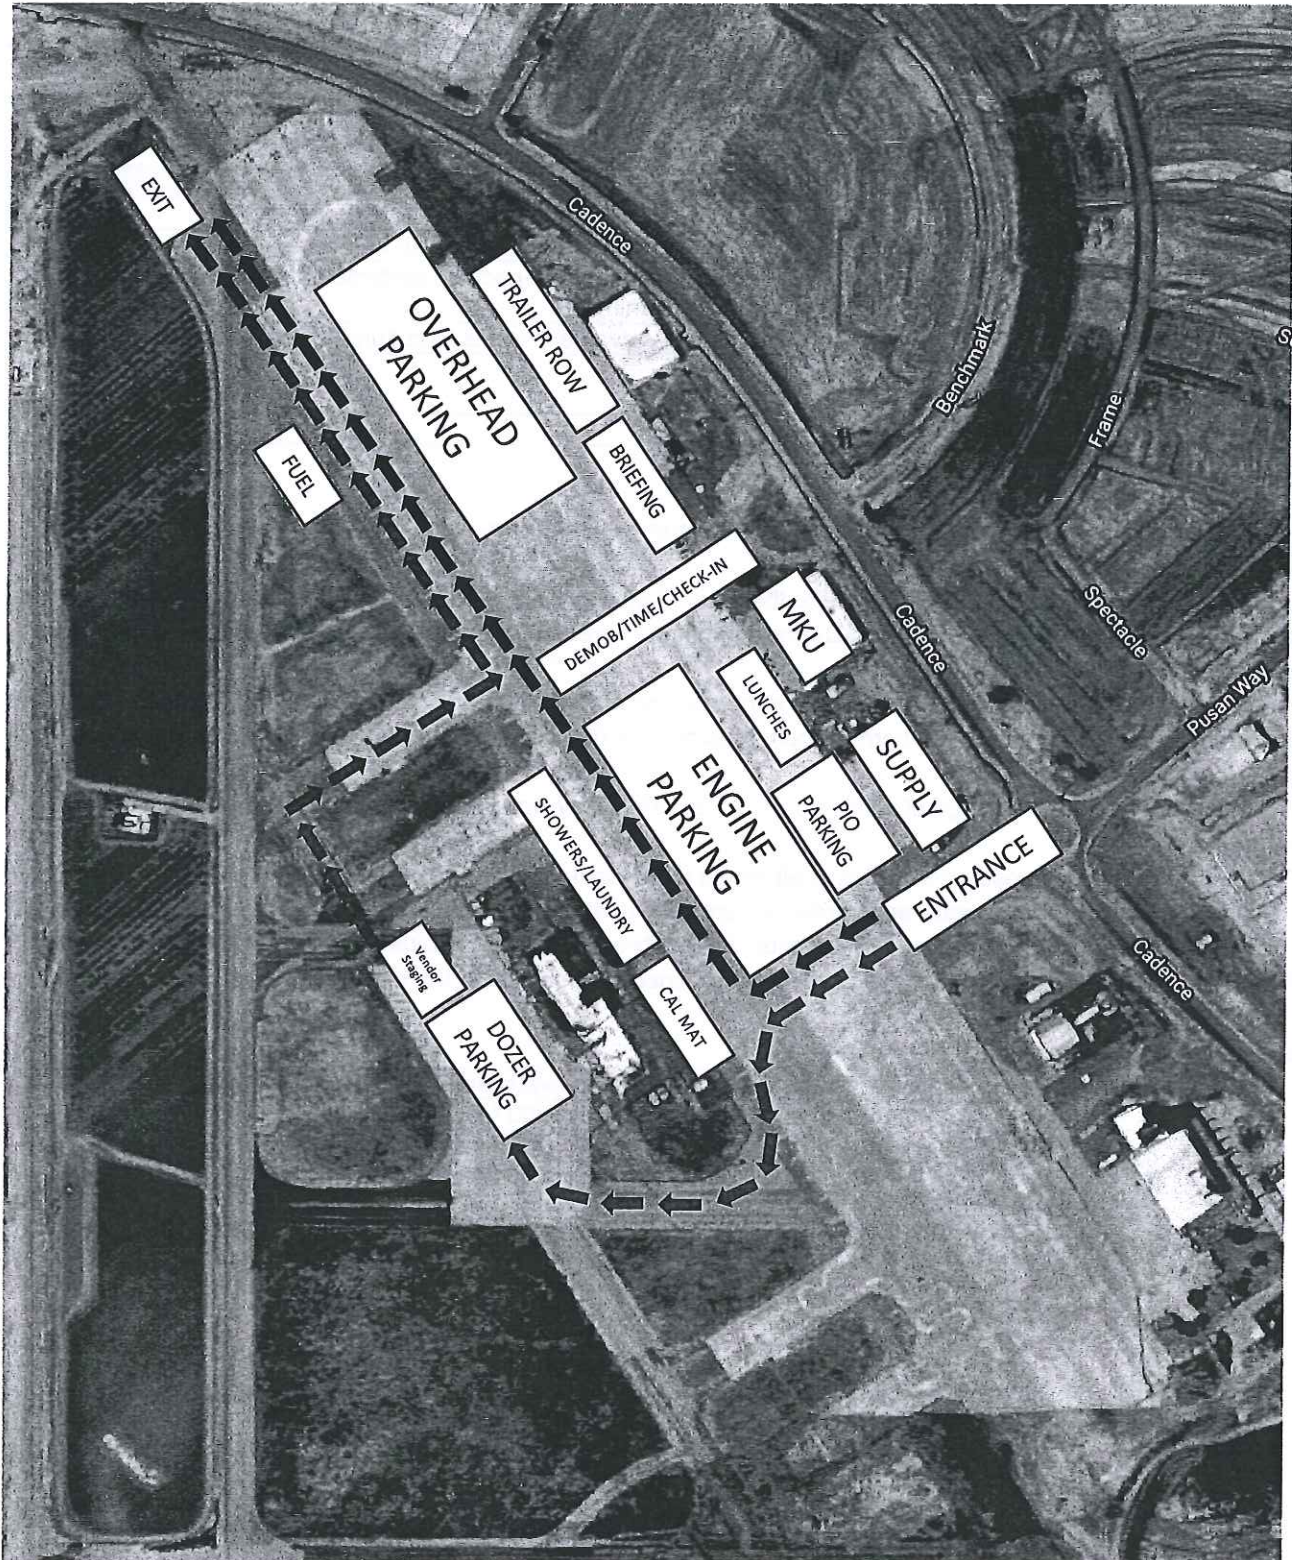 Cadence
EXIT
OVERHEAD
PARKING
TRAILER ROW
BRIEFING
FUEL
Benchmark
Frame
DEMOB/TIME/CHECK-IN
MKU
LUNCHES
Cadence
Spectacle
Pusan Way
SUPPLY
PIO
PARKING
ENGINE
PARKING
ENTRANCE
SHOWERS/LAUNDRY
CAL MAT
Cadence
Vendor
Staging
DOZER
PARKING